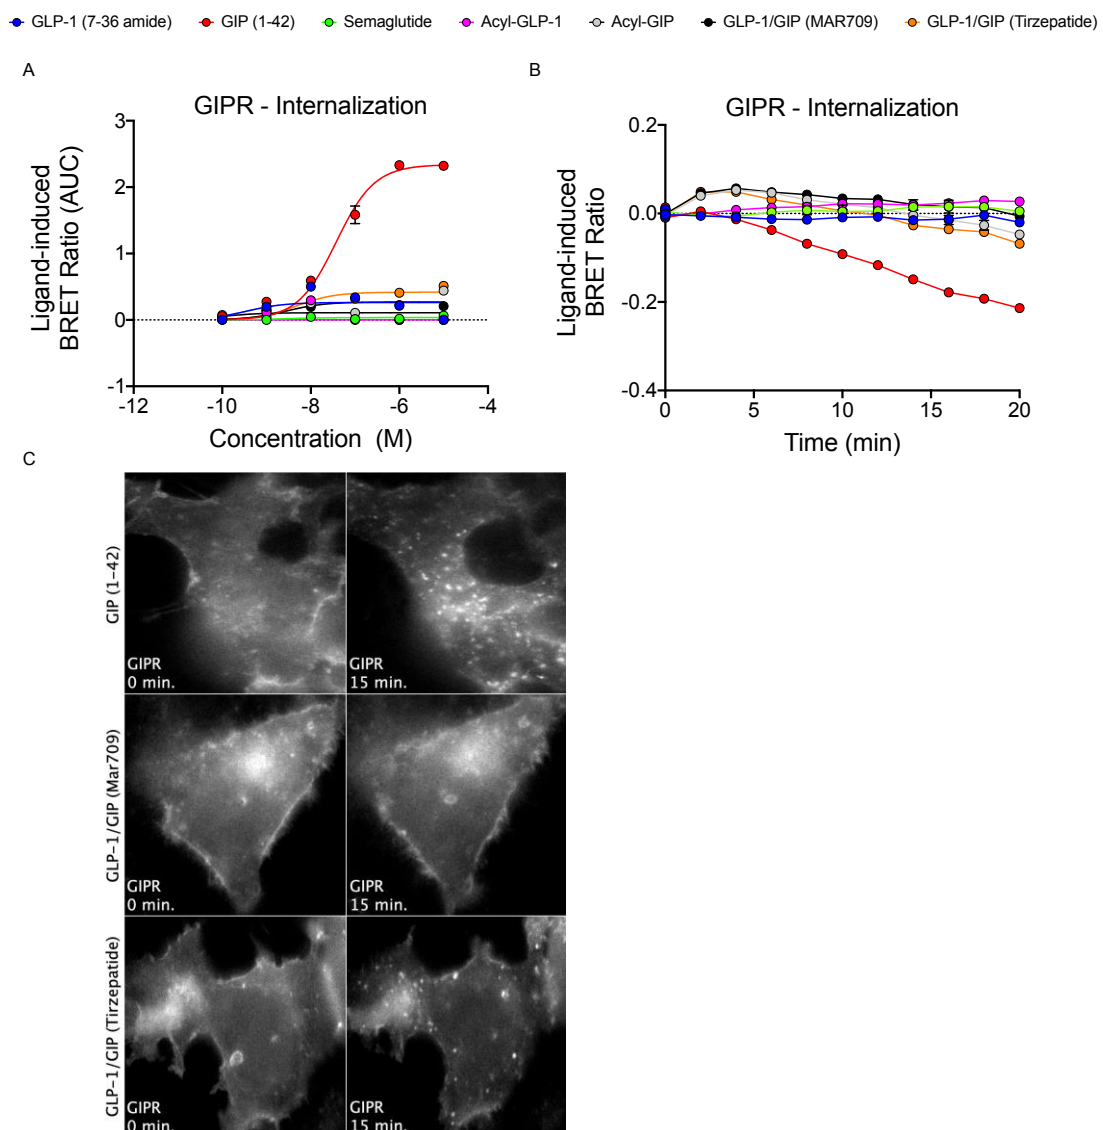 GLP-1 (7-36 amide) GIP (1-42) Semaglutide Acyl-GLP-1 Acyl-GIP GLP-1/GIP (MAR709) GLP-1/GIP (Tirzepatide)
A
GIPR - Internalization
Ligand-induced
BRET Ratio (AUC)
3
2
1
0
-1
-12 -10 -8 -6 -4
Concentration (M)
B
GIPR - Internalization
Ligand-induced
BRET Ratio
0.2
0.0
-0.2
-0.4
0 5 10 15 20
Time (min)
C
GIP (1-42)
GIPR
0 min.
GIPR
15 min.
GLP-1/GIP (Mar709)
GIPR
0 min.
GIPR
15 min.
GLP-1/GIP (Tirzepatide)
GIPR
0 min.
GIPR
15 min.